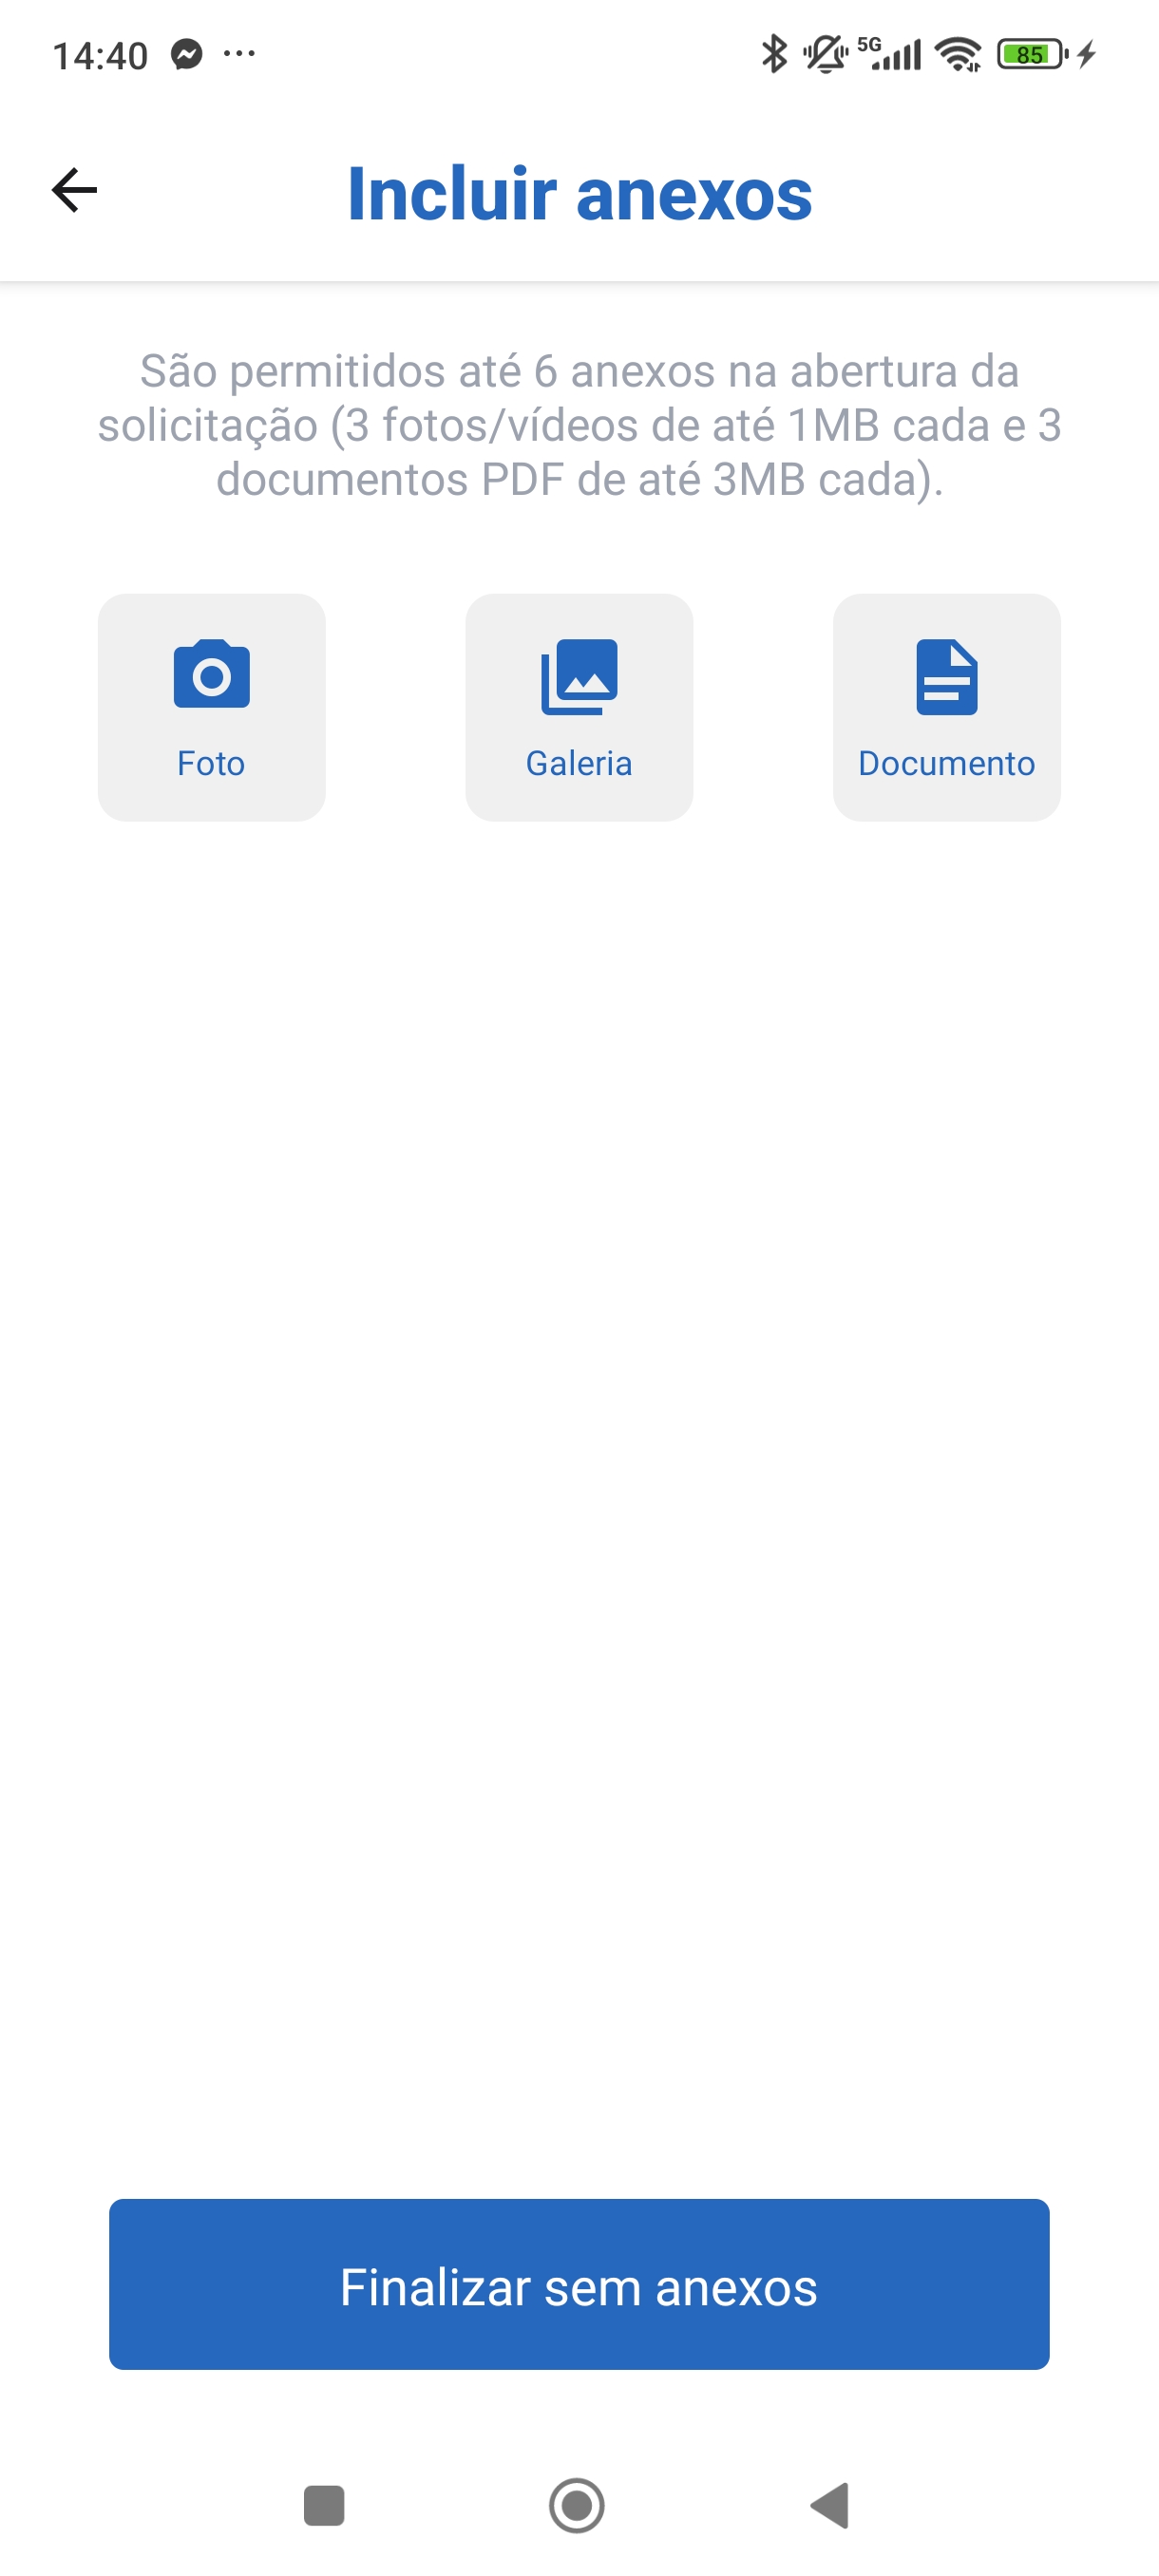 14:40
5G
85
Incluir anexos
São permitidos até 6 anexos na abertura da
solicitação (3 fotos/vídeos de até 1MB cada e 3
documentos PDF de até 3MB cada).
Foto
Galeria
Documento
Finalizar sem anexos